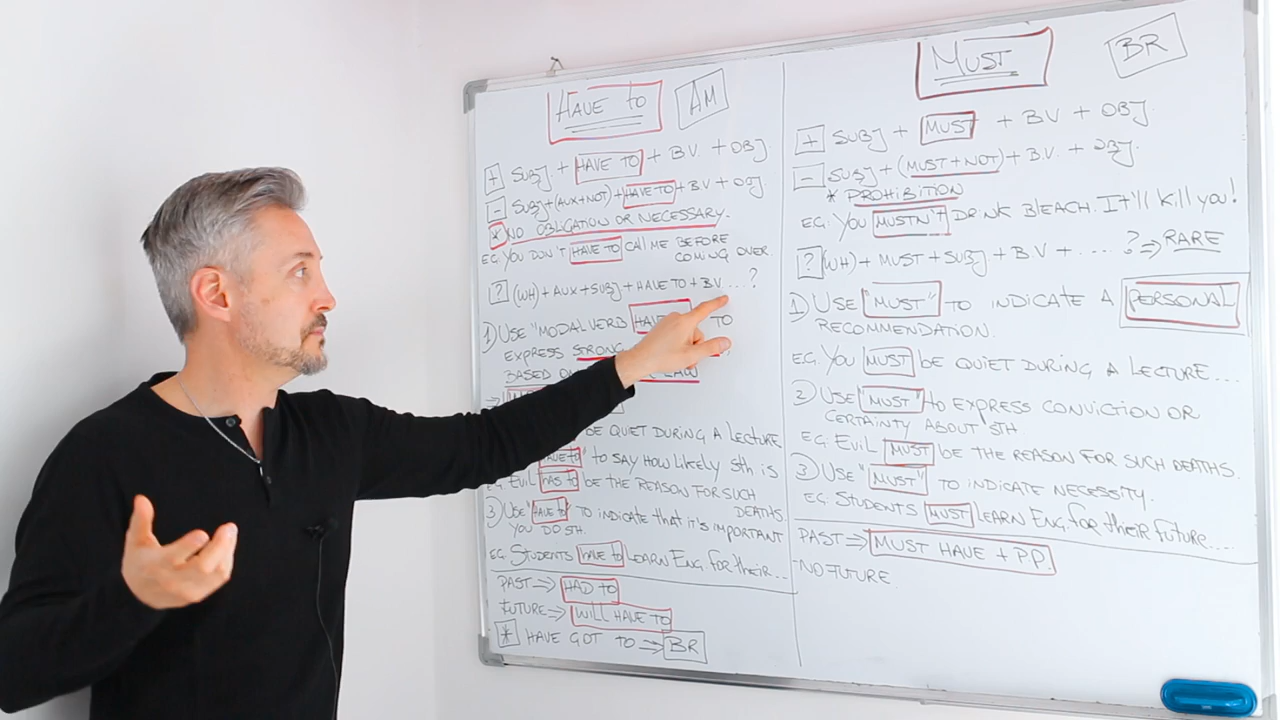 HAVE TO AM
+ SUBJ + HAVE TO + B.V. + OBJ.
- SUBJ + (AUX+NOT) + HAVE TO + BV + OBJ
* NO OBLIGATION OR NECESSARY.
EG YOU DON'T HAVE TO CALL ME BEFORE
COMING OVER
? (WH) + AUX + SUBJ + HAVE TO + BV....?
1) USE "MODAL VERB HAVE TO
EXPRESS STRONG
BASED LAW
BE QUIET DURING A LECTURE
HAVE TO" TO SAY HOW LIKELY STH IS
EVIL HAS TO BE THE REASON FOR SUCH
DEATHS.
3) USE "HAVE TO" TO INDICATE THAT IT'S IMPORTANT
YOU DO STH.
EG. STUDENTS HAVE TO LEARN ENG. FOR THEIR...
PAST => HAD TO
FUTURE => WILL HAVE TO
* HAVE GOT TO => BR
MUST BR
+ SUBJ + MUST + BV + OBJ.
- SUBJ + (MUST+NOT) + B.V. + OBJ.
* PROHIBITION
EG. YOU MUSTN'T DRINK BLEACH. It'll kill you!
? (WH) + MUST + SUBJ + B.V + ....? => RARE
1) USE "MUST" TO INDICATE A PERSONAL
RECOMMENDATION.
E.G. YOU MUST BE QUIET DURING A LECTURE...
2) USE "MUST" to EXPRESS CONVICTION OR
CERTAINTY ABOUT STH.
EG. EVIL MUST BE THE REASON FOR SUCH DEATHS.
3) USE "MUST" TO INDICATE NECESSITY.
EG. STUDENTS MUST LEARN ENG. for their future....
PAST => MUST HAVE + P.P.
-NO FUTURE.